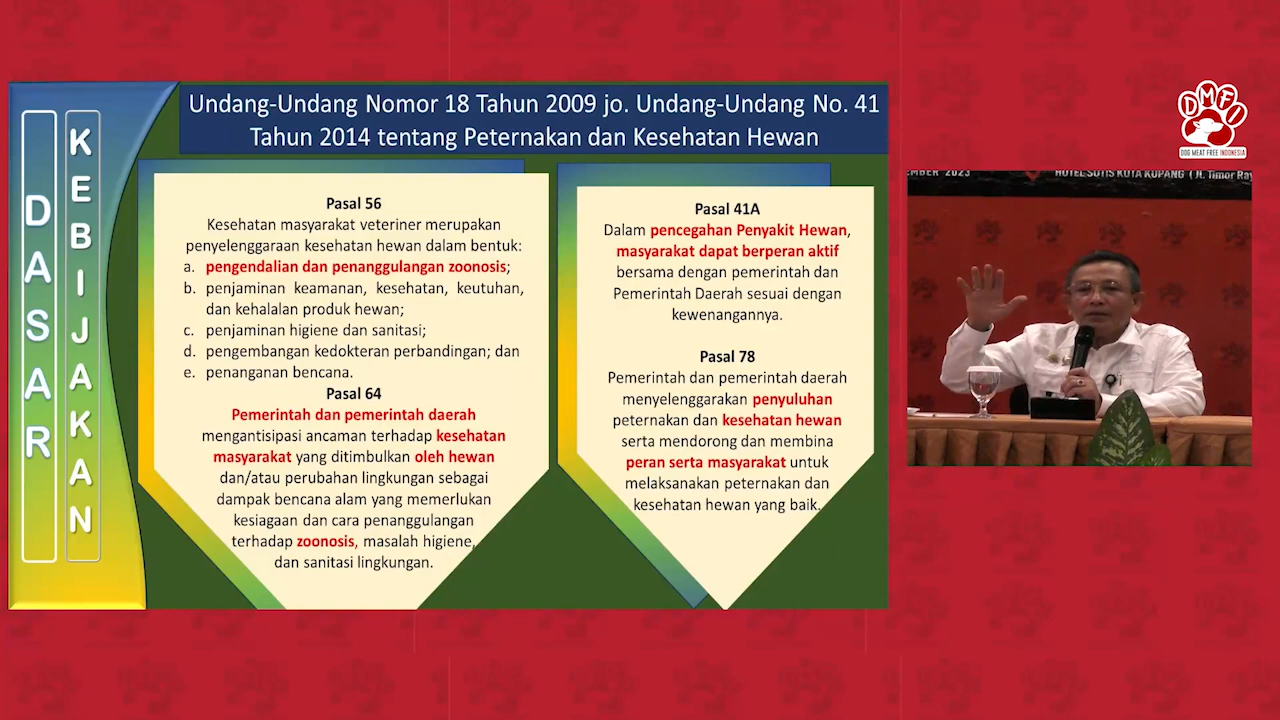 Undang-Undang Nomor 18 Tahun 2009 jo. Undang-Undang No. 41
Tahun 2014 tentang Peternakan dan Kesehatan Hewan
DASAR
KEBIJAKAN
Pasal 56
Kesehatan masyarakat veteriner merupakan
penyelenggaraan kesehatan hewan dalam bentuk:
a. pengendalian dan penanggulangan zoonosis;
b. penjaminan keamanan, kesehatan, keutuhan,
dan kehalalan produk hewan;
c. penjaminan higiene dan sanitasi;
d. pengembangan kedokteran perbandingan; dan
e. penanganan bencana.
Pasal 64
Pemerintah dan pemerintah daerah
mengantisipasi ancaman terhadap kesehatan
masyarakat yang ditimbulkan oleh hewan
dan/atau perubahan lingkungan sebagai
dampak bencana alam yang memerlukan
kesiagaan dan cara penanggulangan
terhadap zoonosis, masalah higiene,
dan sanitasi lingkungan.
Pasal 41A
Dalam pencegahan Penyakit Hewan,
masyarakat dapat berperan aktif
bersama dengan pemerintah dan
Pemerintah Daerah sesuai dengan
kewenangannya.
Pasal 78
Pemerintah dan pemerintah daerah
menyelenggarakan penyuluhan
peternakan dan kesehatan hewan
serta mendorong dan membina
peran serta masyarakat untuk
melaksanakan peternakan dan
kesehatan hewan yang baik.
DMFI
DOG MEAT FREE INDONESIA
EMBER 2023
HOTEL SOTIS KOTA KUPANG ( JL. Timor Ray